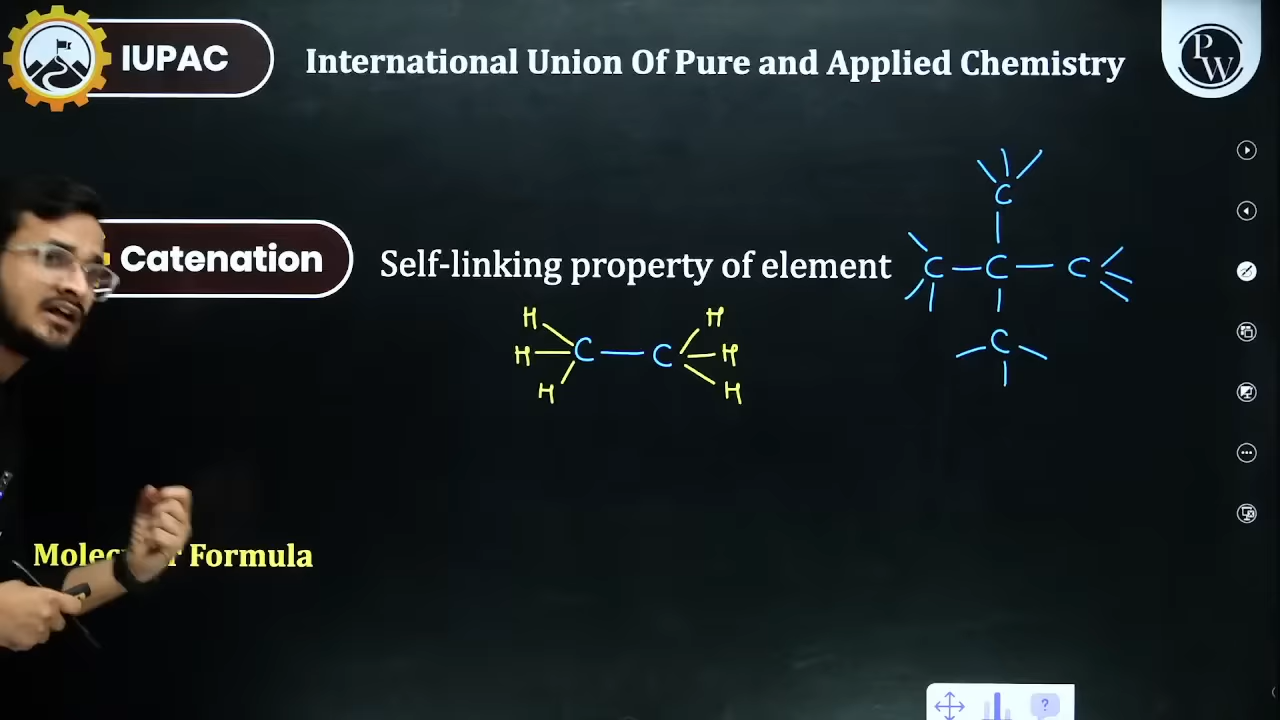 IUPAC
International Union Of Pure and Applied Chemistry
PW
Catenation
Self-linking property of element
C
C — C — C
C
H H
H — C — C — H
H H
Formula
?